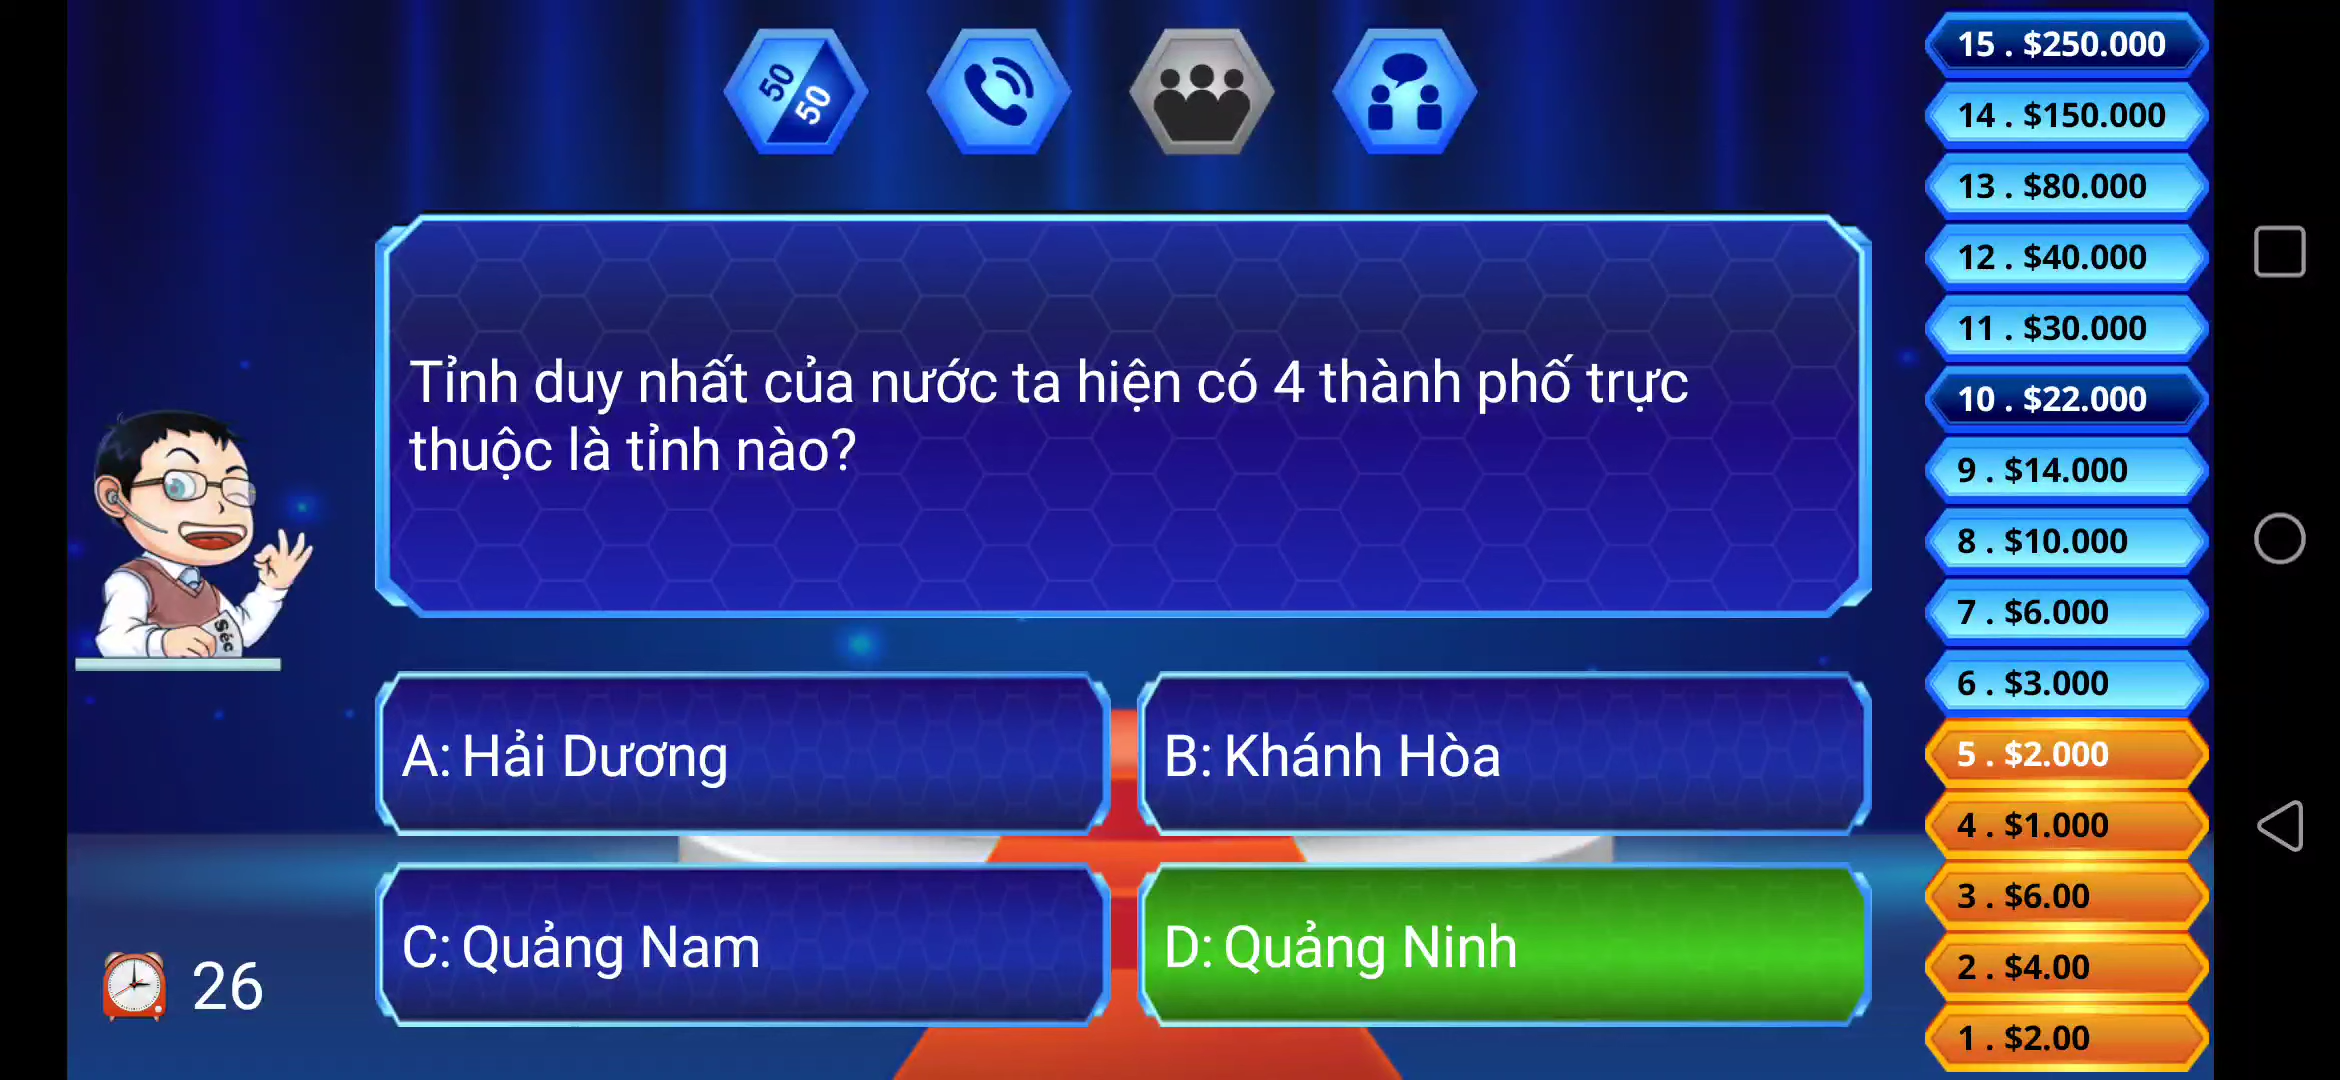 50
50
Tỉnh duy nhất của nước ta hiện có 4 thành phố trực
thuộc là tỉnh nào?
A: Hải Dương
B: Khánh Hòa
C: Quảng Nam
D: Quảng Ninh
Séc
26
15 . $250.000
14 . $150.000
13 . $80.000
12 . $40.000
11 . $30.000
10 . $22.000
9 . $14.000
8 . $10.000
7 . $6.000
6 . $3.000
5 . $2.000
4 . $1.000
3 . $6.00
2 . $4.00
1 . $2.00